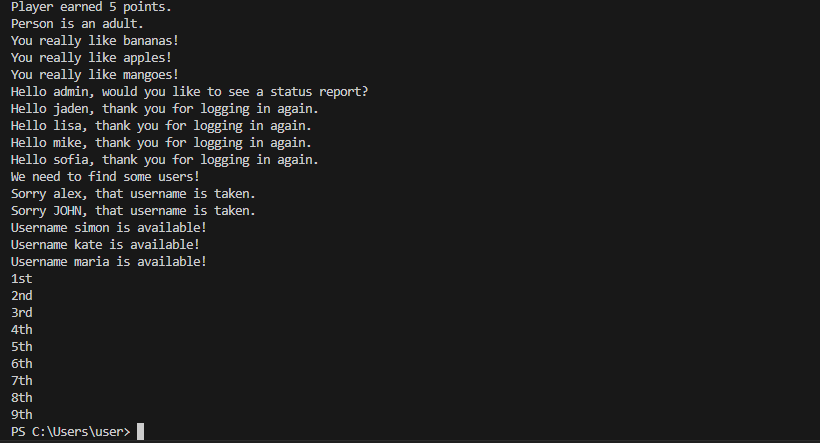 Player earned 5 points.
Person is an adult.
You really like bananas!
You really like apples!
You really like mangoes!
Hello admin, would you like to see a status report?
Hello jaden, thank you for logging in again.
Hello lisa, thank you for logging in again.
Hello mike, thank you for logging in again.
Hello sofia, thank you for logging in again.
We need to find some users!
Sorry alex, that username is taken.
Sorry JOHN, that username is taken.
Username simon is available!
Username kate is available!
Username maria is available!
1st
2nd
3rd
4th
5th
6th
7th
8th
9th
PS C:\Users\user>